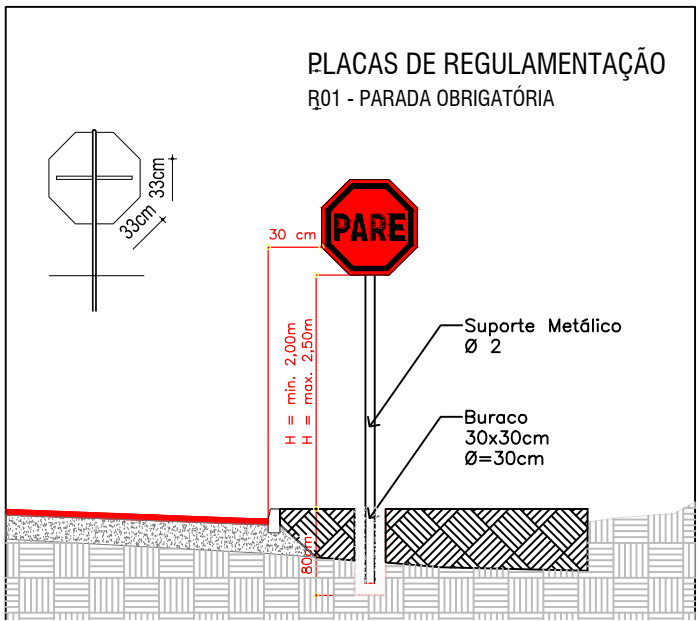 PLACAS DE REGULAMENTAÇÃO
R01 - PARADA OBRIGATÓRIA
33cm
33cm
30 cm
PARE
H = min. 2,00m
H = max. 2,50m
Suporte Metálico
Ø 2
Buraco
30x30cm
Ø=30cm
80cm